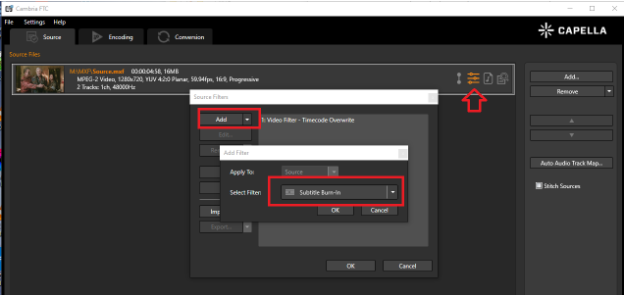 Cambria FTC
File Settings Help
Source Encoding Conversion
CAPELLA
Source Files
M:\MXF\Source.mxf 00:00:04:58, 16MB
MPEG-2 Video, 1280x720, YUV 4:2:0 Planar, 59.94fps, 16:9, Progressive
2 Tracks: 1ch, 48000Hz
Add...
Remove
Auto Audio Track Map...
Stitch Sources
Source Filters
Add
1: Video Filter - Timecode Overwrite
Edit...
Add Filter
Apply To: Source
Select Filter: Subtitle Burn-In
OK Cancel
Export...
OK Cancel